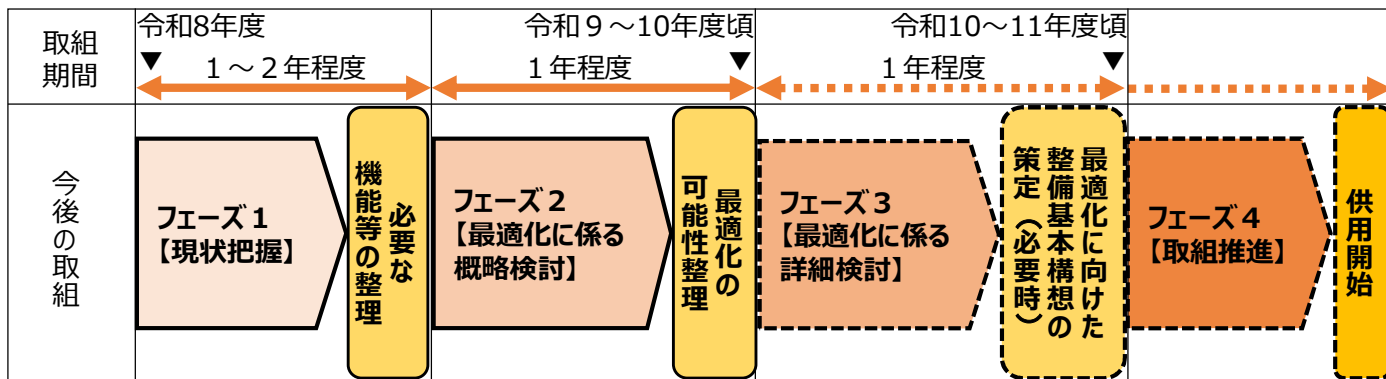 取組
期間
令和8年度
▼
１～２年程度
令和９～10年度頃
１年程度
▼
令和10～11年度頃
１年程度
▼
今後の取組
フェーズ１
【現状把握】
必要な
機能等の整理
フェーズ２
【最適化に係る
概略検討】
最適化の
可能性整理
フェーズ３
【最適化に係る
詳細検討】
最適化に向けた
整備基本構想の
策定（必要時）
フェーズ４
【取組推進】
供用開始